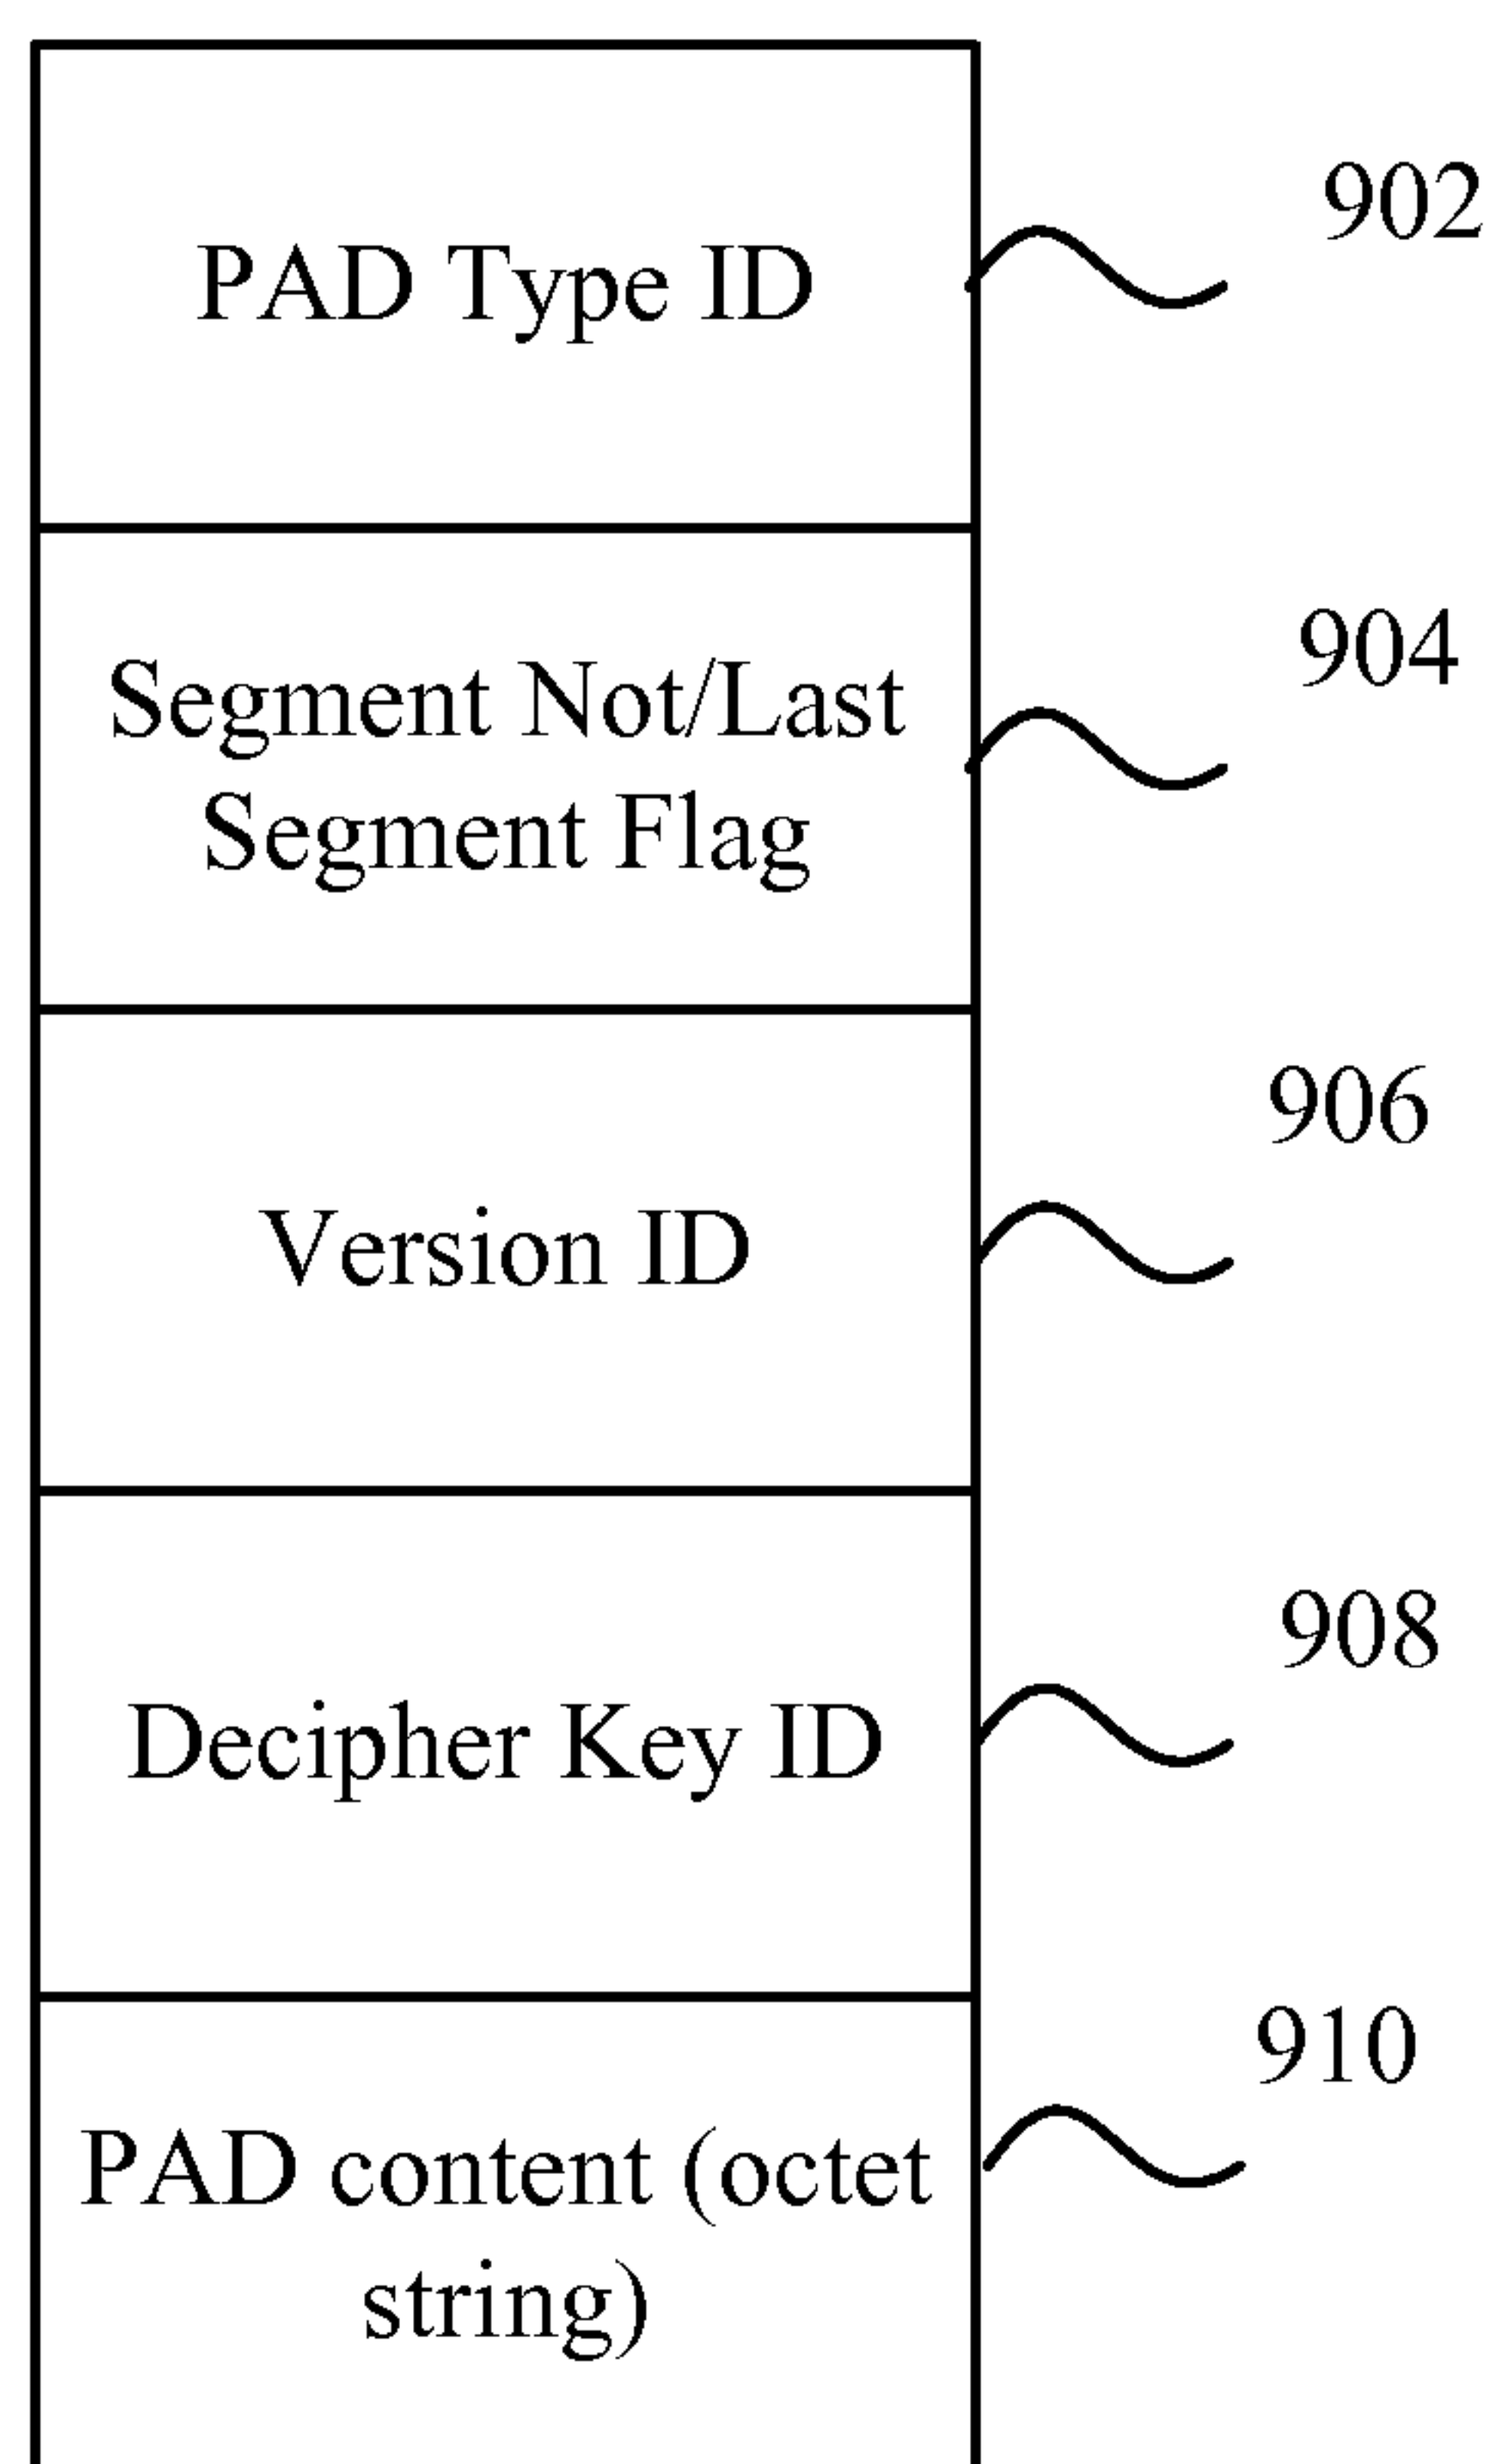 902
PAD Type ID
904
Segment Not/Last
Segment Flag
906
Version ID
908
Decipher Key ID
910
PAD content (octet
string)